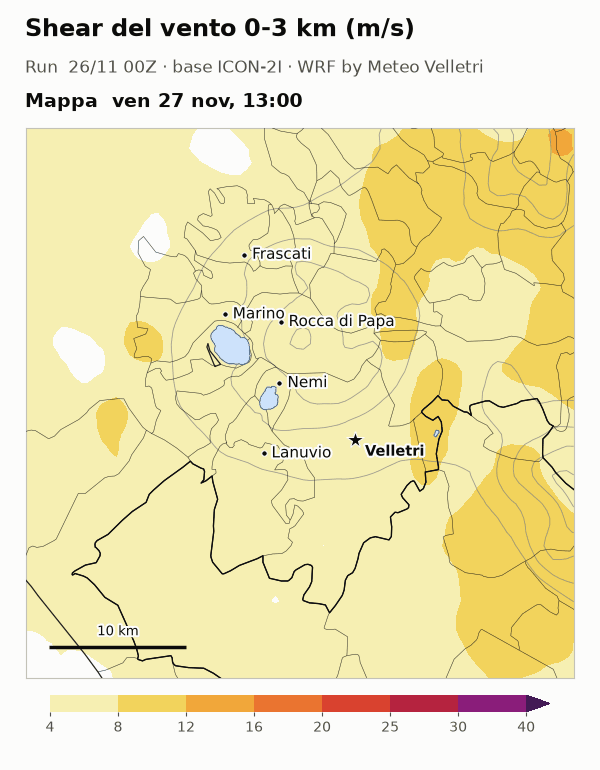 Shear del vento 0-3 km (m/s)
Run  26/11 00Z · base ICON-2I · WRF by Meteo Velletri
Mappa  ven 27 nov, 13:00
Frascati
Marino
Rocca di Papa
Nemi
Velletri
Lanuvio
10 km
4 8 12 16 20 25 30 40